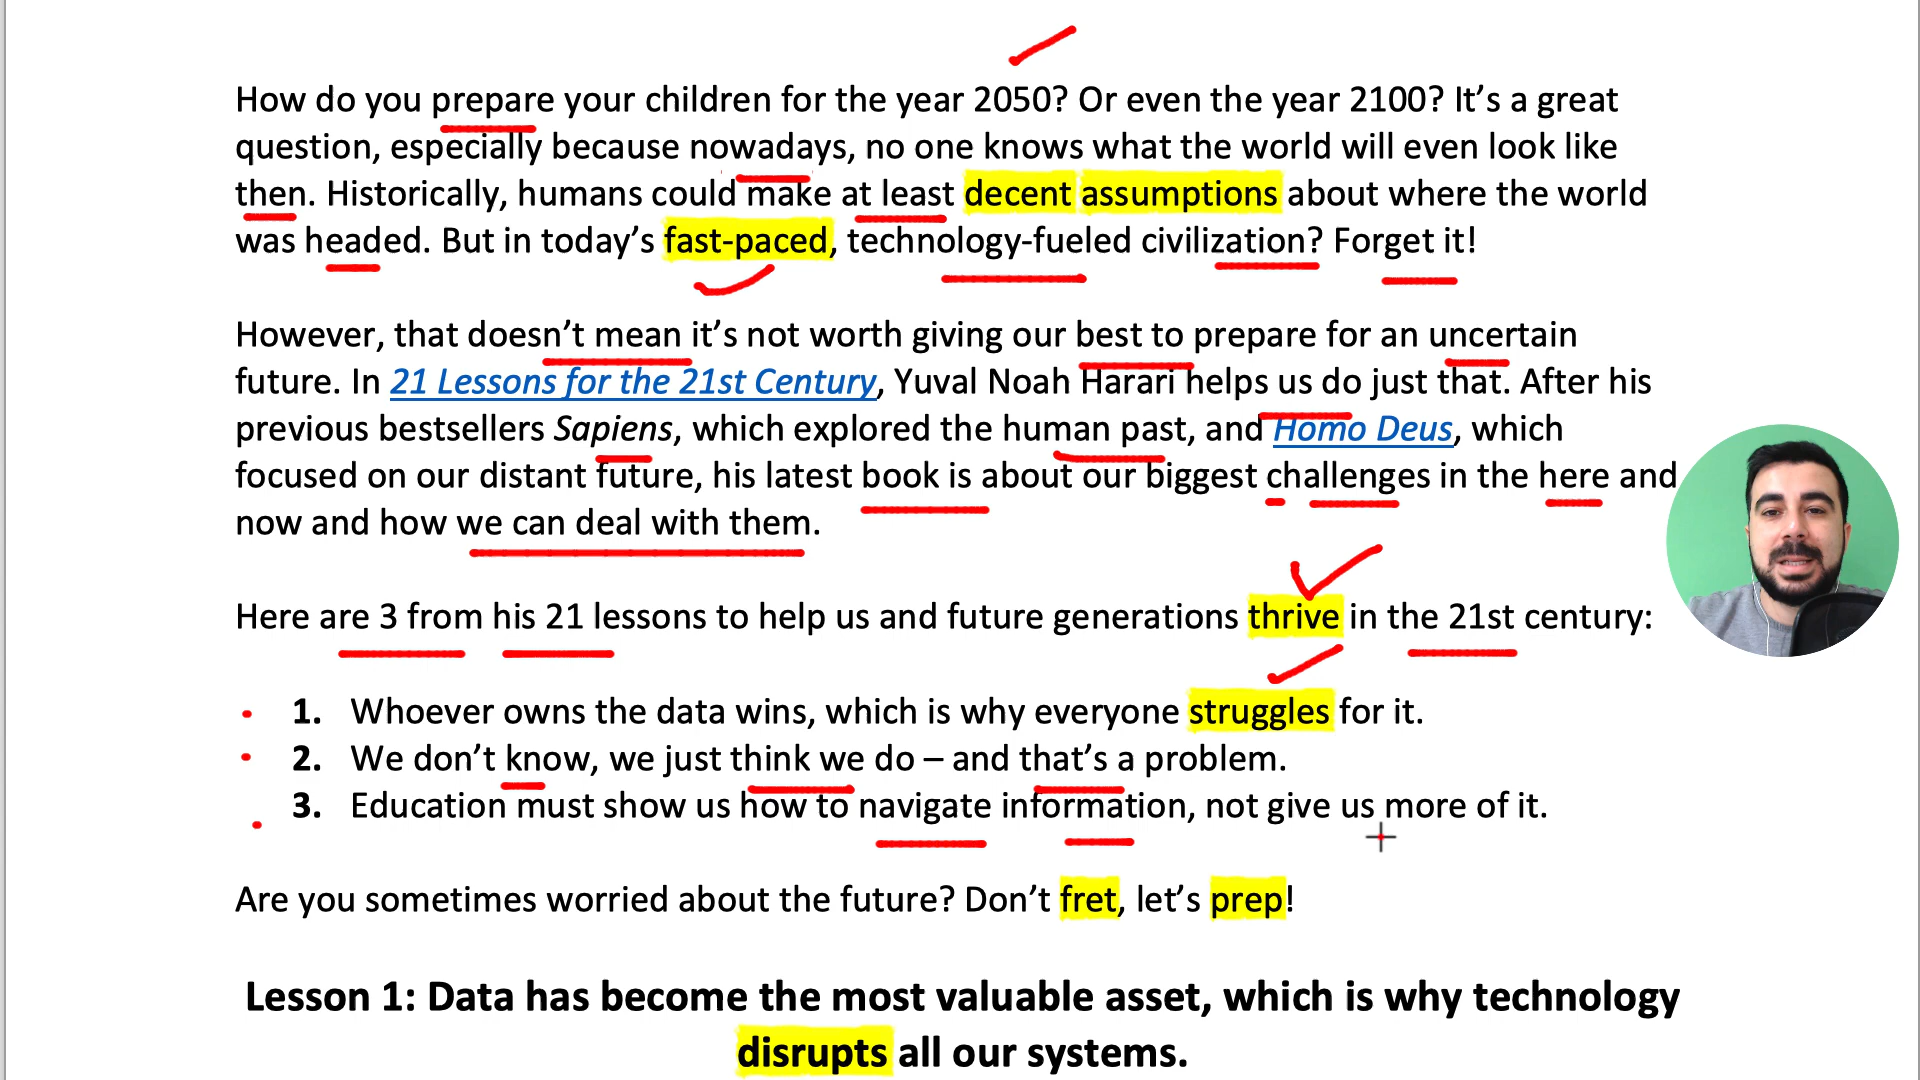 How do you prepare your children for the year 2050? Or even the year 2100? It’s a great
question, especially because nowadays, no one knows what the world will even look like
then. Historically, humans could make at least decent assumptions about where the world
was headed. But in today’s fast-paced, technology-fueled civilization? Forget it!
However, that doesn’t mean it’s not worth giving our best to prepare for an uncertain
future. In 21 Lessons for the 21st Century, Yuval Noah Harari helps us do just that. After his
previous bestsellers Sapiens, which explored the human past, and Homo Deus, which
focused on our distant future, his latest book is about our biggest challenges in the here and
now and how we can deal with them.
Here are 3 from his 21 lessons to help us and future generations thrive in the 21st century:
1. Whoever owns the data wins, which is why everyone struggles for it.
2. We don’t know, we just think we do – and that’s a problem.
3. Education must show us how to navigate information, not give us more of it.
Are you sometimes worried about the future? Don’t fret, let’s prep!
Lesson 1: Data has become the most valuable asset, which is why technology
disrupts all our systems.